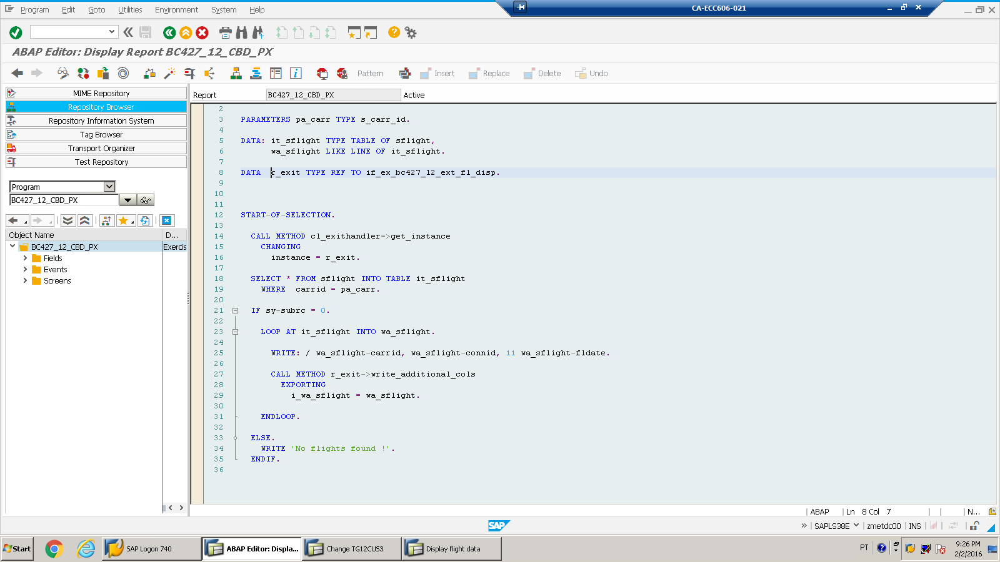 Program Edit Goto Utilities Environment System Help
CA-ECC606-021
ABAP Editor: Display Report BC427_12_CBD_PX
Pattern Insert Replace Delete Undo
MIME Repository
Repository Browser
Repository Information System
Tag Browser
Transport Organizer
Test Repository
Program
BC427_12_CBD_PX
Object Name D...
BC427_12_CBD_PX Exercis
Fields
Events
Screens
Report BC427_12_CBD_PX Active
2
3 PARAMETERS pa_carr TYPE s_carr_id.
4
5 DATA: it_sflight TYPE TABLE OF sflight,
6 wa_sflight LIKE LINE OF it_sflight.
7
8 DATA r_exit TYPE REF TO if_ex_bc427_12_ext_fl_disp.
9
10
11
12 START-OF-SELECTION.
13
14 CALL METHOD cl_exithandler=>get_instance
15 CHANGING
16 instance = r_exit.
17
18 SELECT * FROM sflight INTO TABLE it_sflight
19 WHERE carrid = pa_carr.
20
21 IF sy-subrc = 0.
22
23 LOOP AT it_sflight INTO wa_sflight.
24
25 WRITE: / wa_sflight-carrid, wa_sflight-connid, 11 wa_sflight-fldate.
26
27 CALL METHOD r_exit->write_additional_cols
28 EXPORTING
29 i_wa_sflight = wa_sflight.
30
31 ENDLOOP.
32
33 ELSE.
34 WRITE 'No flights found !'.
35 ENDIF.
36
ABAP Ln 8 Col 7 N...
SAP
SAPLS38E zmetdc00 INS
Start SAP Logon 740 ABAP Editor: Displa... Change TG12CUS3 Display flight data PT 9:26 PM
2/2/2016